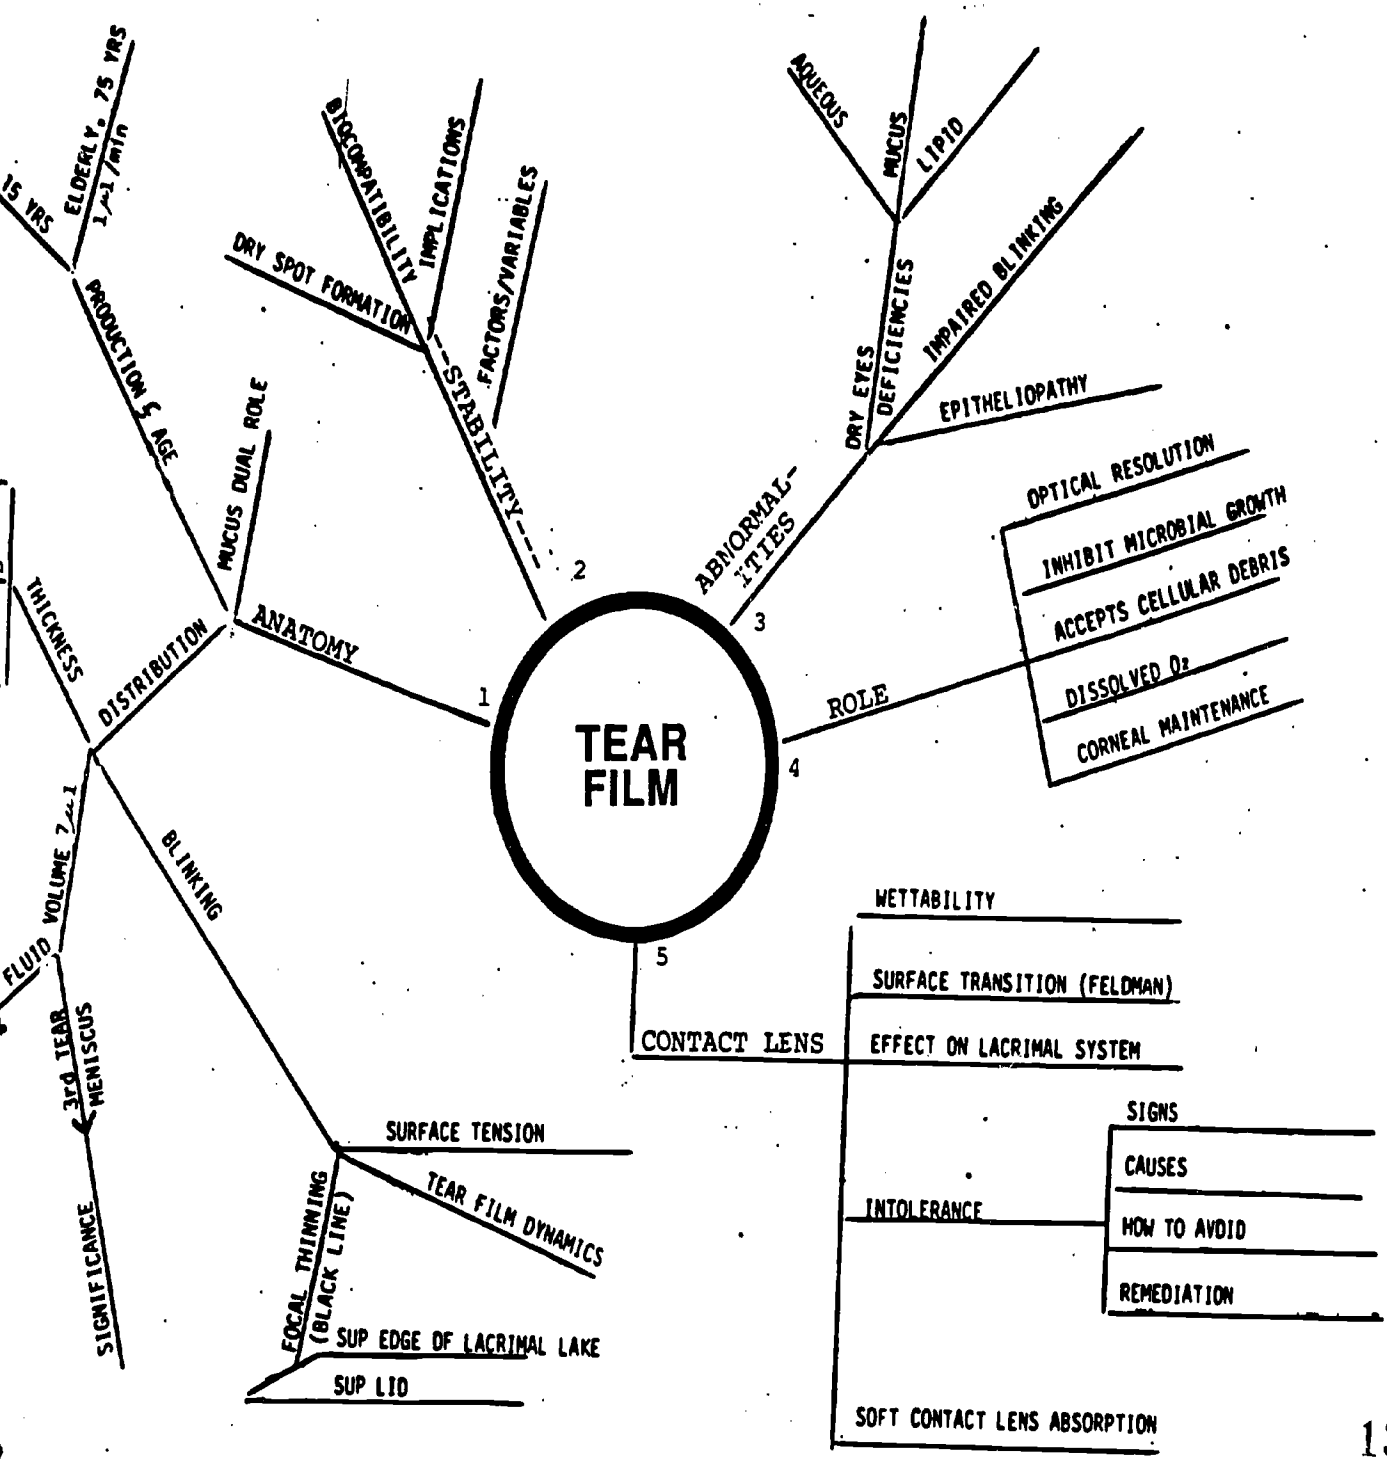 TEAR
FILM
1
ANATOMY
MUCUS DUAL ROLE
PRODUCTION & AGE
15 YRS
ELDERLY, 75 YRS
1 µl/min
DISTRIBUTION
THICKNESS
VOLUME 7 µl
FLUID
3rd TEAR
MENISCUS
SIGNIFICANCE
BLINKING
SURFACE TENSION
TEAR FILM DYNAMICS
FOCAL THINNING
(BLACK LINE)
SUP EDGE OF LACRIMAL LAKE
SUP LID
2
--STABILITY----
DRY SPOT FORMATION
BIOCOMPATIBILITY
IMPLICATIONS
FACTORS/VARIABLES
3
ABNORMAL-
ITIES
DRY EYES
DEFICIENCIES
AQUEOUS
MUCUS
LIPID
IMPAIRED BLINKING
EPITHELIOPATHY
4
ROLE
OPTICAL RESOLUTION
INHIBIT MICROBIAL GROWTH
ACCEPTS CELLULAR DEBRIS
DISSOLVED O₂
CORNEAL MAINTENANCE
5
CONTACT LENS
WETTABILITY
SURFACE TRANSITION (FELDMAN)
EFFECT ON LACRIMAL SYSTEM
INTOLERANCE
SIGNS
CAUSES
HOW TO AVOID
REMEDIATION
SOFT CONTACT LENS ABSORPTION